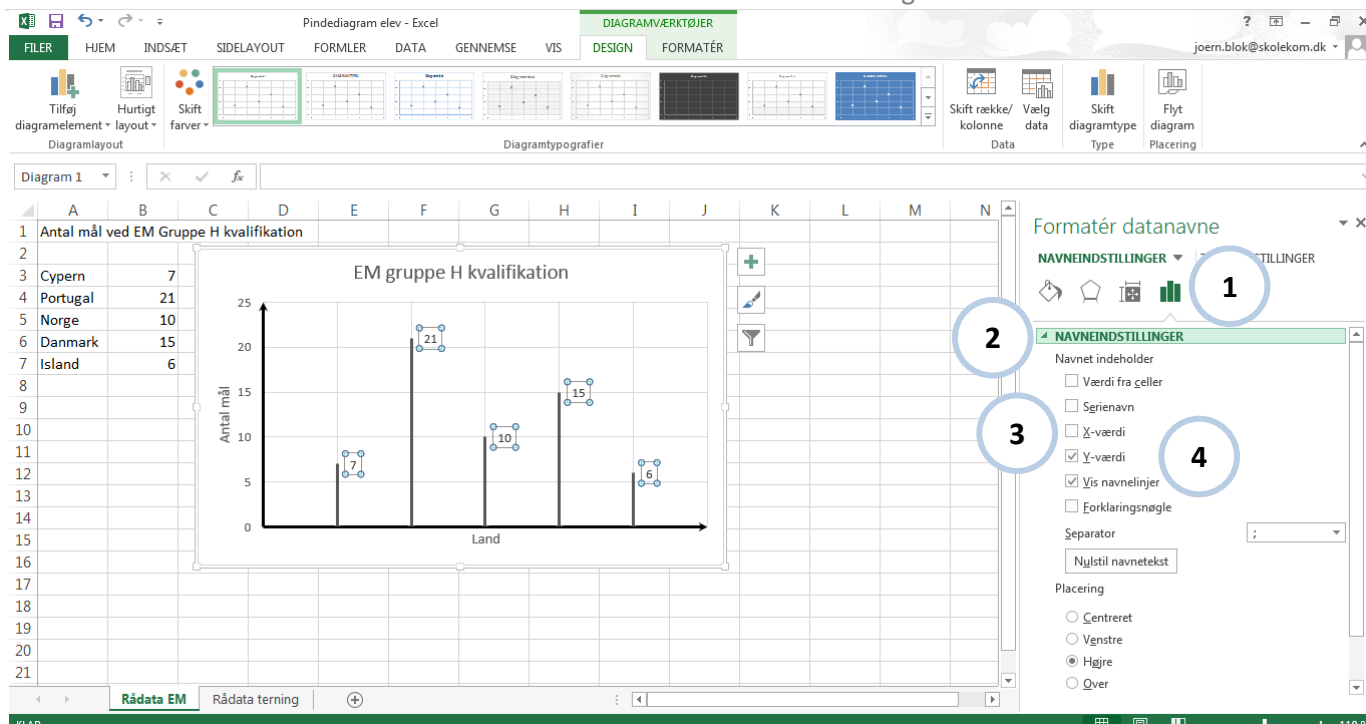 Pindediagram elev - Excel
DIAGRAMVÆRKTØJER
FILER HJEM INDSÆT SIDELAYOUT FORMLER DATA GENNEMSE VIS DESIGN FORMATÉR
joern.blok@skolekom.dk
Tilføj diagramelement
Hurtigt layout
Skift farver
Skift række/ kolonne
Vælg data
Skift diagramtype
Flyt diagram
Diagramlayout
Diagramtypografier
Data
Type
Placering
Diagram 1
fx
A B C D E F G H I J K L M N
1 Antal mål ved EM Gruppe H kvalifikation
2
3 Cypern 7
4 Portugal 21
5 Norge 10
6 Danmark 15
7 Island 6
8
9
10
11
12
13
14
15
16
17
18
19
20
21
EM gruppe H kvalifikation
25
20
15
10
5
0
Antal mål
7
21
10
15
6
Land
Formatér datanavne
NAVNEINDSTILLINGER
STILLINGER
1
2
NAVNEINDSTILLINGER
Navnet indeholder
Værdi fra celler
Serienavn
3
X-værdi
Y-værdi
4
Vis navnelinjer
Forklaringsnøgle
Separator ;
Nulstil navnetekst
Placering
Centreret
Venstre
Højre
Over
Rådata EM Rådata terning